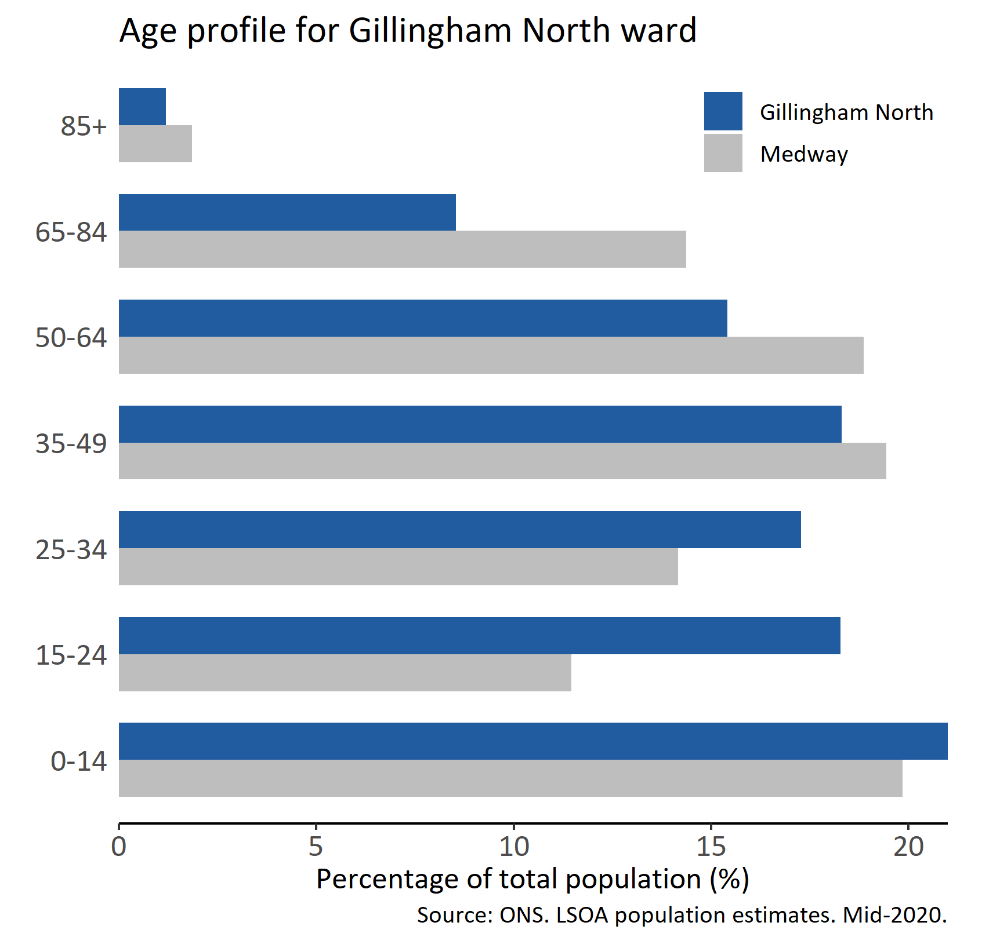 Age profile for Gillingham North ward
Gillingham North
Medway
85+
65-84
50-64
35-49
25-34
15-24
0-14
0 5 10 15 20
Percentage of total population (%)
Source: ONS. LSOA population estimates. Mid-2020.